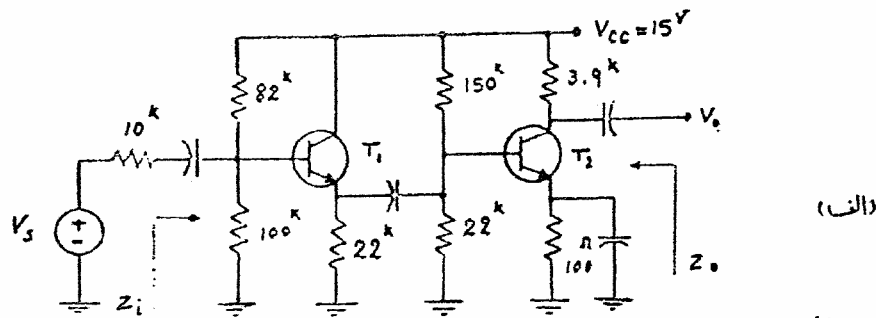 V_CC = 15^V
82^k
150^k
3.9^k
10^k
V_o
T_1
T_2
V_s
100^k
22^k
22^k
Ω
100
Z_o
Z_i
(الف)